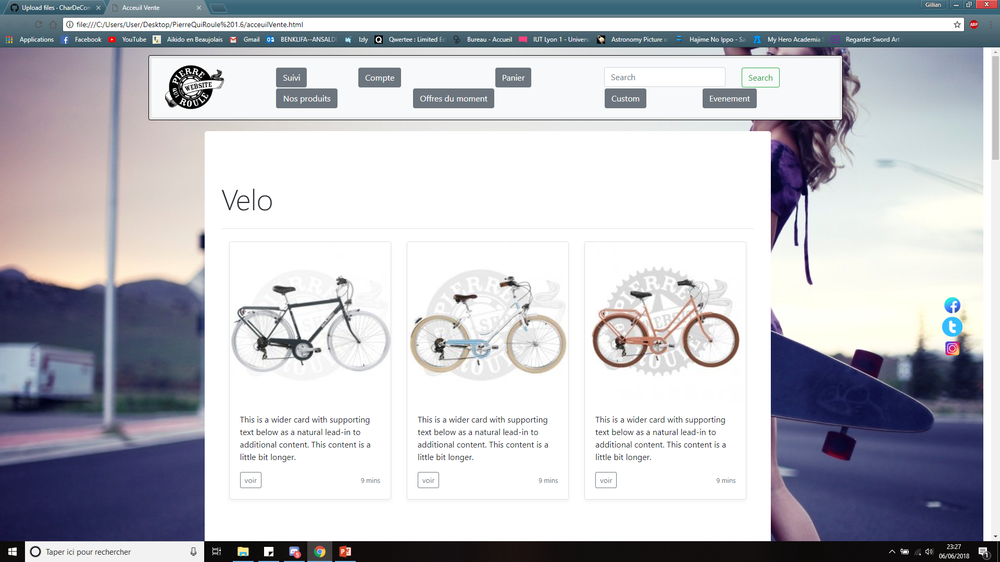 Upload files · CharDeCom
Acceuil Vente
Gillian
file:///C:/Users/User/Desktop/PierreQuiRoule%201.6/acceuilVente.html
ABP
Applications
Facebook
YouTube
Aikido en Beaujolais
Gmail
BENKLIFA--ANSALDI
Izly
Qwertee : Limited Ed
Bureau - Accueil
IUT Lyon 1 - Univers
Astronomy Picture o
Hajime No Ippo - Sa
My Hero Academia S
Regarder Sword Art
PIERRE
QUI
WEBSITE
ROULE
Suivi
Compte
Panier
Search
Search
Nos produits
Offres du moment
Custom
Evenement
Velo
This is a wider card with supporting
text below as a natural lead-in to
additional content. This content is a
little bit longer.
voir
9 mins
This is a wider card with supporting
text below as a natural lead-in to
additional content. This content is a
little bit longer.
voir
9 mins
This is a wider card with supporting
text below as a natural lead-in to
additional content. This content is a
little bit longer.
voir
9 mins
Taper ici pour rechercher
5
23:27
06/06/2018
1